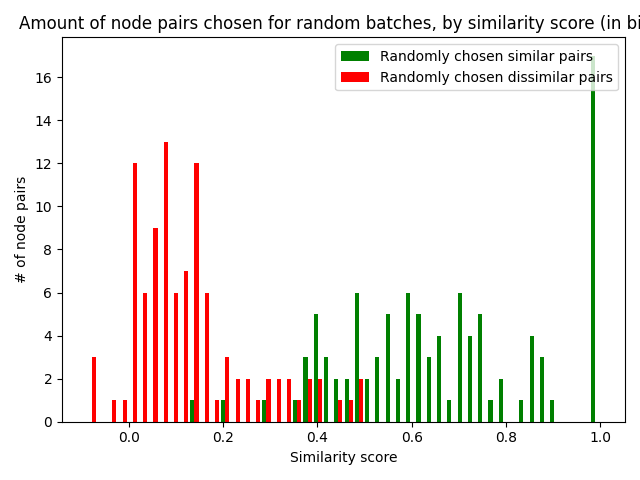 Amount of node pairs chosen for random batches, by similarity score (in bi
Randomly chosen similar pairs
Randomly chosen dissimilar pairs
# of node pairs
16
14
12
10
8
6
4
2
0
0.0 0.2 0.4 0.6 0.8 1.0
Similarity score